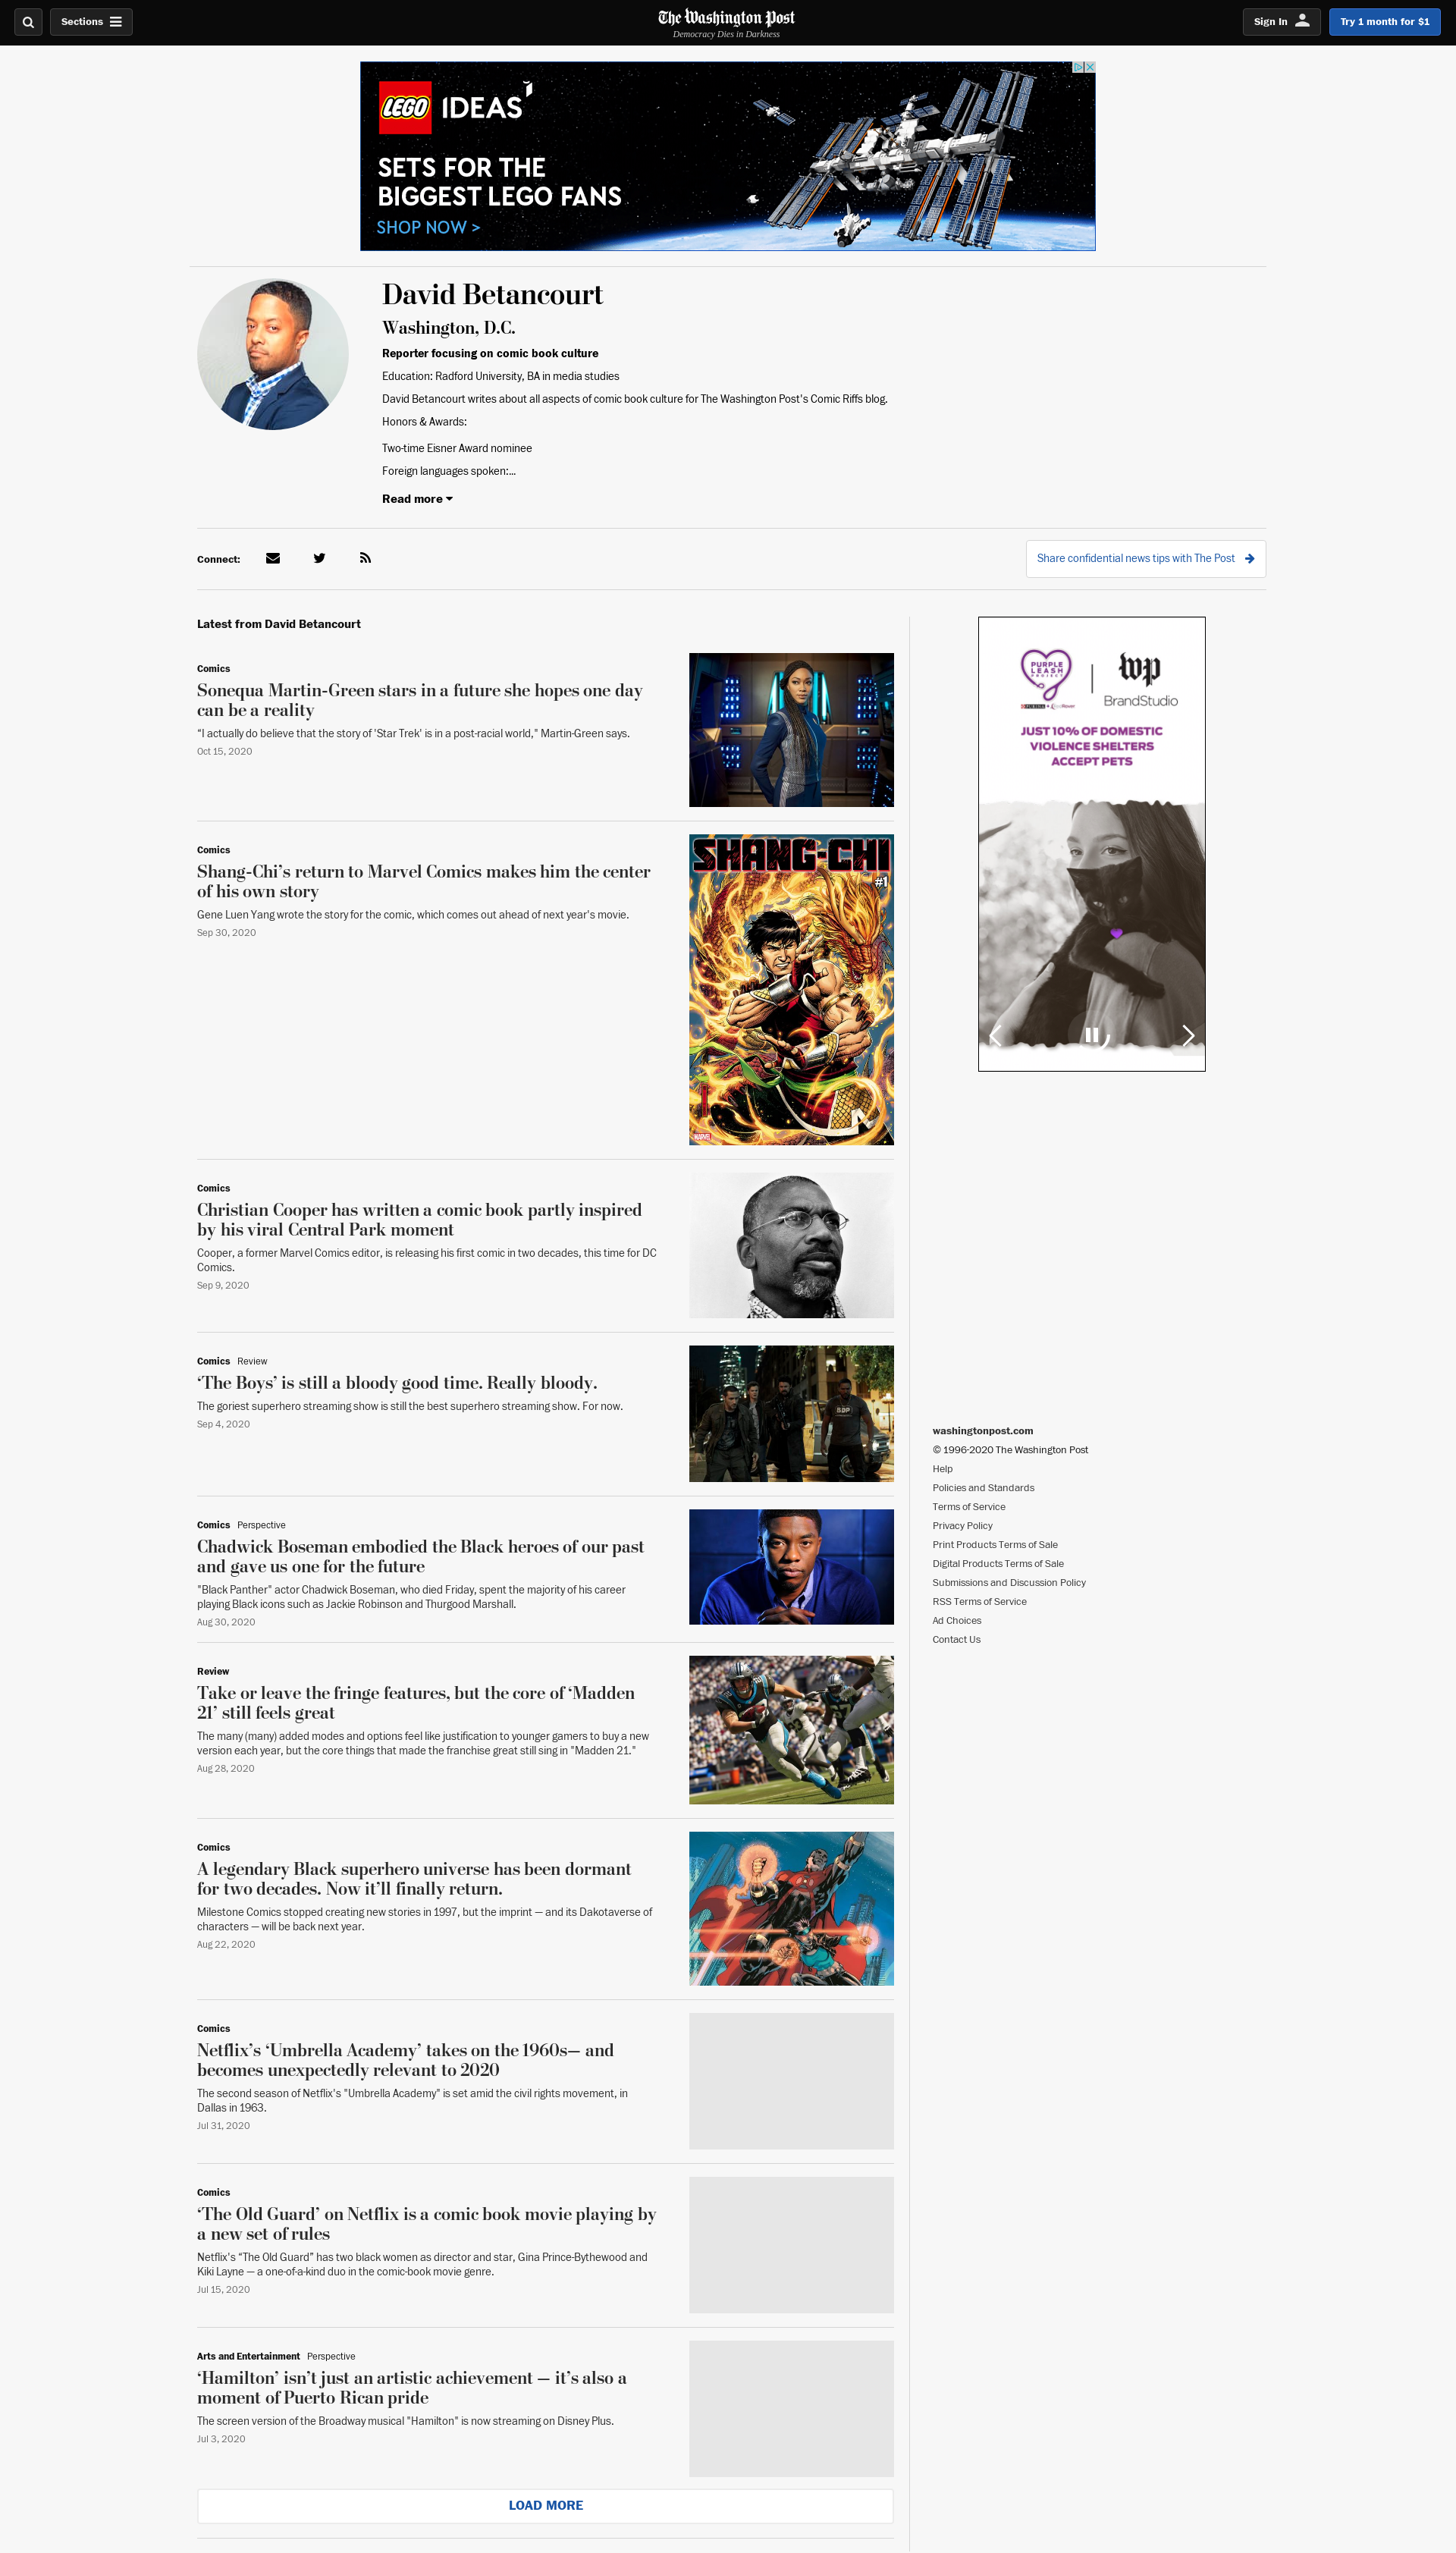 Sections
The Washington Post
Democracy Dies in Darkness
Sign In
Try 1 month for $1
LEGO IDEAS
SETS FOR THE
BIGGEST LEGO FANS
SHOP NOW >
David Betancourt
Washington, D.C.
Reporter focusing on comic book culture
Education: Radford University, BA in media studies
David Betancourt writes about all aspects of comic book culture for The Washington Post's Comic Riffs blog.
Honors & Awards:
Two-time Eisner Award nominee
Foreign languages spoken:...
Read more
Connect:
Share confidential news tips with The Post
Latest from David Betancourt
Comics
Sonequa Martin-Green stars in a future she hopes one day
can be a reality
“I actually do believe that the story of 'Star Trek' is in a post-racial world," Martin-Green says.
Oct 15, 2020
Comics
Shang-Chi’s return to Marvel Comics makes him the center
of his own story
Gene Luen Yang wrote the story for the comic, which comes out ahead of next year's movie.
Sep 30, 2020
SHANG-CHI
#1
MARVEL
Comics
Christian Cooper has written a comic book partly inspired
by his viral Central Park moment
Cooper, a former Marvel Comics editor, is releasing his first comic in two decades, this time for DC
Comics.
Sep 9, 2020
Comics Review
‘The Boys’ is still a bloody good time. Really bloody.
The goriest superhero streaming show is still the best superhero streaming show. For now.
Sep 4, 2020
Comics Perspective
Chadwick Boseman embodied the Black heroes of our past
and gave us one for the future
"Black Panther" actor Chadwick Boseman, who died Friday, spent the majority of his career
playing Black icons such as Jackie Robinson and Thurgood Marshall.
Aug 30, 2020
Review
Take or leave the fringe features, but the core of ‘Madden
21’ still feels great
The many (many) added modes and options feel like justification to younger gamers to buy a new
version each year, but the core things that made the franchise great still sing in "Madden 21."
Aug 28, 2020
Comics
A legendary Black superhero universe has been dormant
for two decades. Now it’ll finally return.
Milestone Comics stopped creating new stories in 1997, but the imprint — and its Dakotaverse of
characters — will be back next year.
Aug 22, 2020
Comics
Netflix’s ‘Umbrella Academy’ takes on the 1960s— and
becomes unexpectedly relevant to 2020
The second season of Netflix's "Umbrella Academy" is set amid the civil rights movement, in
Dallas in 1963.
Jul 31, 2020
Comics
‘The Old Guard’ on Netflix is a comic book movie playing by
a new set of rules
Netflix's “The Old Guard” has two black women as director and star, Gina Prince-Bythewood and
Kiki Layne — a one-of-a-kind duo in the comic-book movie genre.
Jul 15, 2020
Arts and Entertainment Perspective
‘Hamilton’ isn’t just an artistic achievement — it’s also a
moment of Puerto Rican pride
The screen version of the Broadway musical "Hamilton" is now streaming on Disney Plus.
Jul 3, 2020
LOAD MORE
PURPLE
LEASH
PROJECT
wp
BrandStudio
JUST 10% OF DOMESTIC
VIOLENCE SHELTERS
ACCEPT PETS
washingtonpost.com
© 1996-2020 The Washington Post
Help
Policies and Standards
Terms of Service
Privacy Policy
Print Products Terms of Sale
Digital Products Terms of Sale
Submissions and Discussion Policy
RSS Terms of Service
Ad Choices
Contact Us